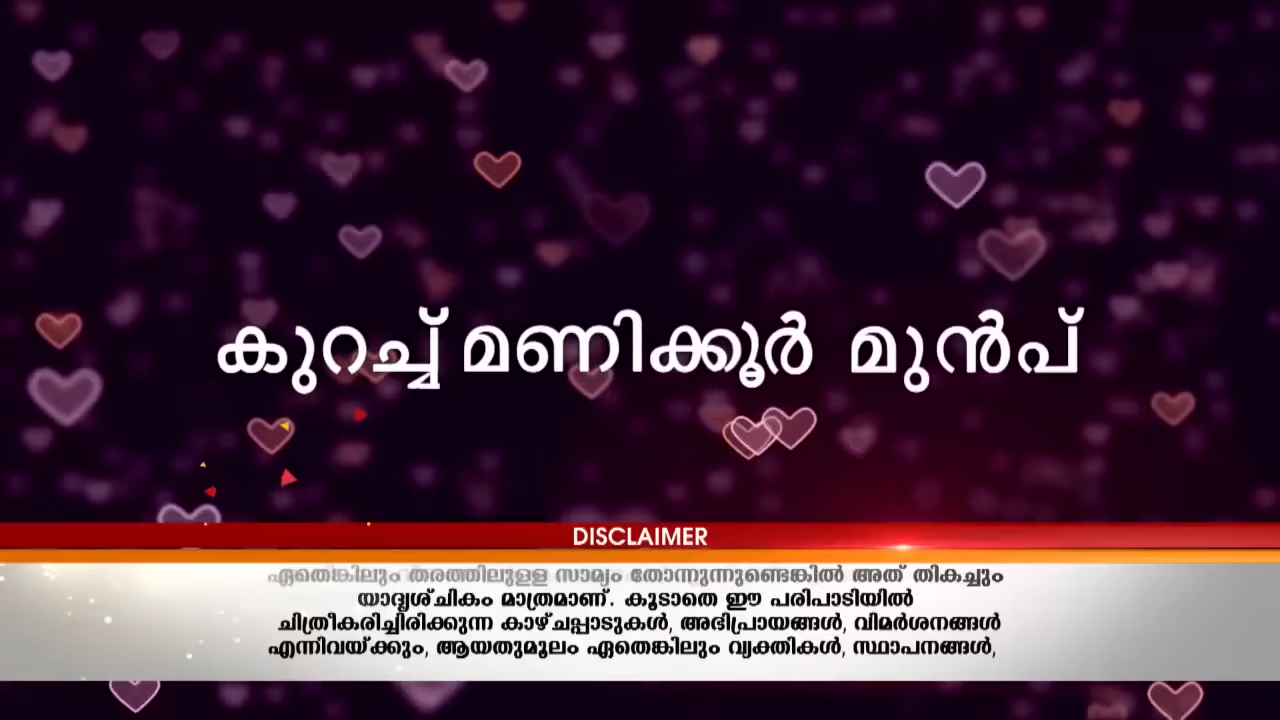 കുറച്ച് മണിക്കൂർ മുൻപ്
DISCLAIMER
ഏതെങ്കിലും തരത്തിലുളള സാമ്യം തോന്നുന്നുണ്ടെങ്കിൽ അത് തികച്ചും
യാദൃശ്ചികം മാത്രമാണ്. കൂടാതെ ഈ പരിപാടിയിൽ
ചിത്രീകരിച്ചിരിക്കുന്ന കാഴ്ചപ്പാടുകൾ, അഭിപ്രായങ്ങൾ, വിമർശനങ്ങൾ
എന്നിവയ്ക്കും, ആയതുമൂലം ഏതെങ്കിലും വ്യക്തികൾ, സ്ഥാപനങ്ങൾ,